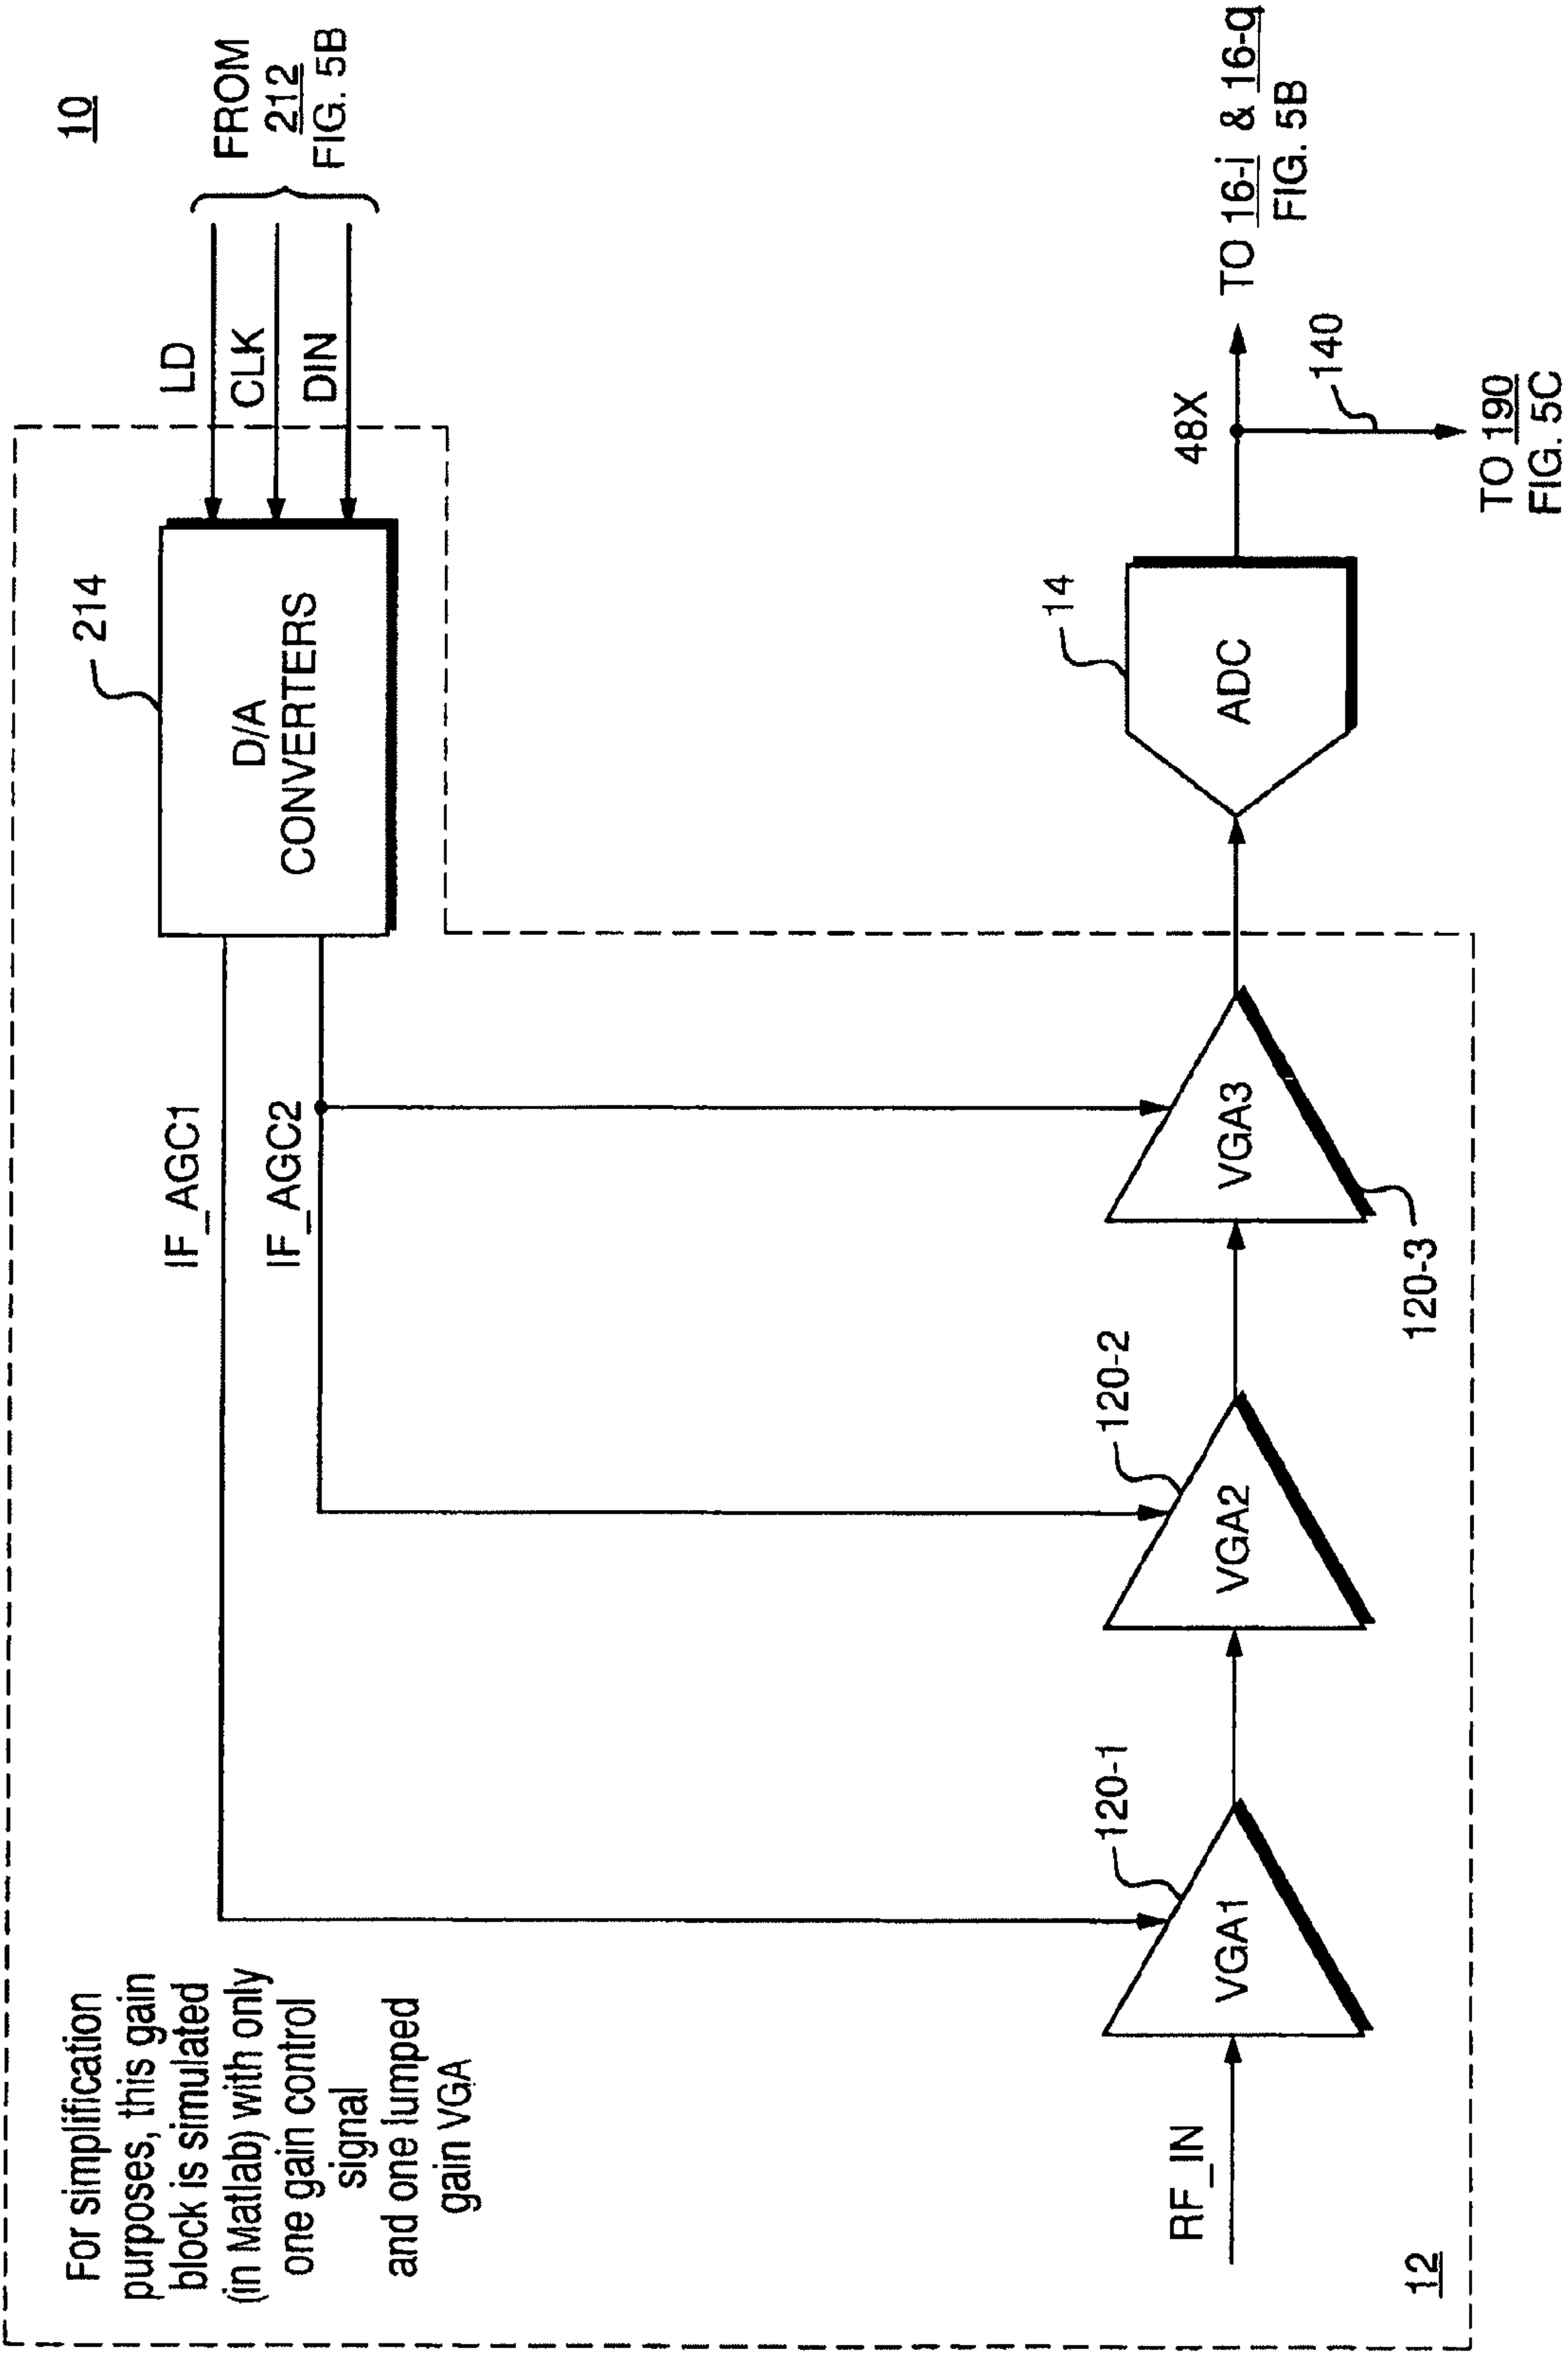 10
For simplification
purposes, this gain
block is simulated
(in Matlab) with only
one gain control
signal
and one lumped
gain VGA
IF_AGC1
IF_AGC2
214
D/A
CONVERTERS
LD
CLK
DIN
FROM
212
FIG. 5B
RF_IN
VGA1
120-1
VGA2
120-2
VGA3
120-3
ADC
14
48X
TO 16-i & 16-q
FIG. 5B
140
TO 190
FIG. 5C
12